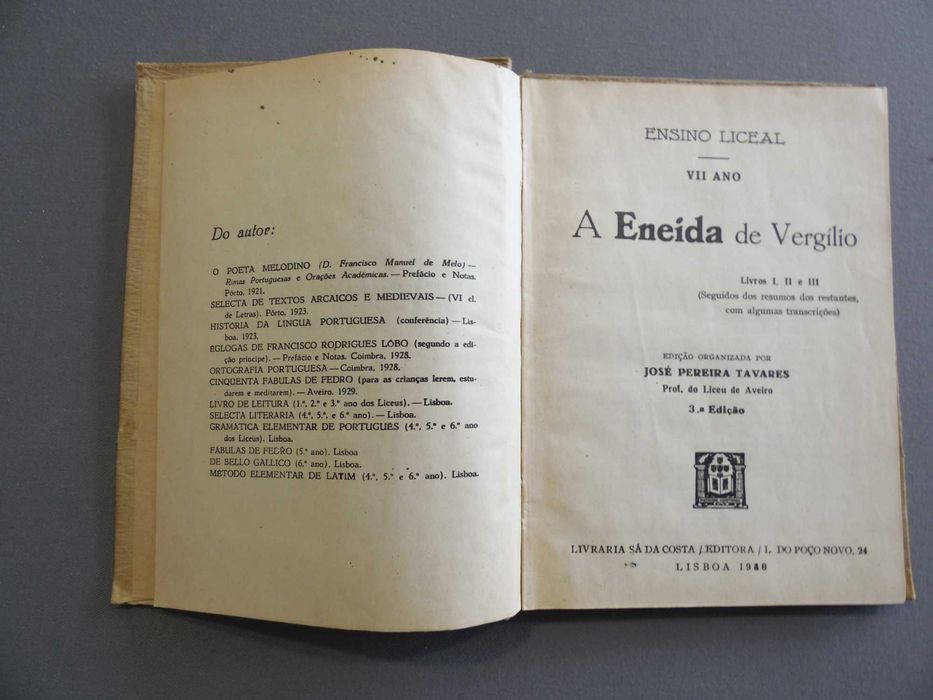 Do autor:
O POETA MELODINO (D. Francisco Manuel de Melo) —
Rimas Portuguesas e Orações Académicas. — Prefácio e Notas.
Pôrto, 1921.
SELECTA DE TEXTOS ARCAICOS E MEDIEVAIS — (VI cl.
de Letras). Pôrto, 1923.
HISTÓRIA DA LINGUA PORTUGUESA (conferência) — Lis-
boa, 1923.
ÉGLOGAS DE FRANCISCO RODRIGUES LÔBO (segundo a edi-
ção príncipe). — Prefácio e Notas. Coimbra, 1928.
ORTOGRAFIA PORTUGUESA — Coimbra, 1928.
CINQÜENTA FABULAS DE FEDRO (para as crianças lerem, estu-
darem e meditarem). — Aveiro. 1929.
LIVRO DE LEITURA (1.º, 2.º e 3.º ano dos Liceus). — Lisboa.
SELECTA LITERÁRIA (4.º, 5.º e 6.º ano). — Lisboa.
GRAMÁTICA ELEMENTAR DE PORTUGUÊS (4.º, 5.º e 6.º ano
dos Liceus). Lisboa.
FABULAS DE FEDRO (5.º ano). Lisboa
DE BELLO GALLICO (6.º ano). Lisboa.
MÉTODO ELEMENTAR DE LATIM (4.º, 5.º e 6.º ano). Lisboa.
ENSINO LICEAL
VII ANO
A Eneida de Vergílio
Livros I, II e III
(Seguidos dos resumos dos restantes,
com algumas transcrições)
EDIÇÃO ORGANIZADA POR
JOSÉ PEREIRA TAVARES
Prof. do Liceu de Aveiro
3.ª Edição
LIVRARIA SÁ DA COSTA / EDITORA / L. DO POÇO NOVO, 24
LISBOA 1940